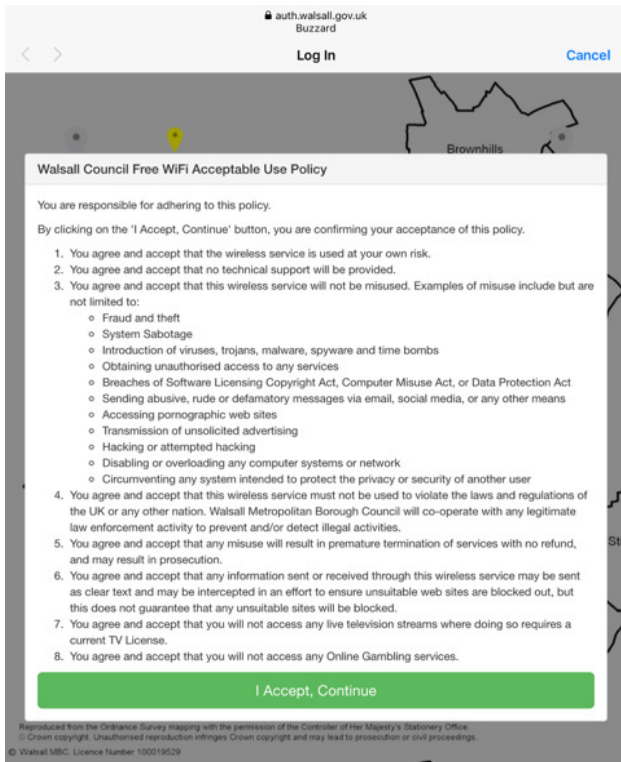 auth.walsall.gov.uk
Buzzard
Log In
Cancel
Brownhills
Walsall Council Free WiFi Acceptable Use Policy
You are responsible for adhering to this policy.
By clicking on the 'I Accept, Continue' button, you are confirming your acceptance of this policy.
1. You agree and accept that the wireless service is used at your own risk.
2. You agree and accept that no technical support will be provided.
3. You agree and accept that this wireless service will not be misused. Examples of misuse include but are
not limited to:
Fraud and theft
System Sabotage
Introduction of viruses, trojans, malware, spyware and time bombs
Obtaining unauthorised access to any services
Breaches of Software Licensing Copyright Act, Computer Misuse Act, or Data Protection Act
Sending abusive, rude or defamatory messages via email, social media, or any other means
Accessing pornographic web sites
Transmission of unsolicited advertising
Hacking or attempted hacking
Disabling or overloading any computer systems or network
Circumventing any system intended to protect the privacy or security of another user
4. You agree and accept that this wireless service must not be used to violate the laws and regulations of
the UK or any other nation. Walsall Metropolitan Borough Council will co-operate with any legitimate
law enforcement activity to prevent and/or detect illegal activities.
5. You agree and accept that any misuse will result in premature termination of services with no refund,
and may result in prosecution.
6. You agree and accept that any information sent or received through this wireless service may be sent
as clear text and may be intercepted in an effort to ensure unsuitable web sites are blocked out, but
this does not guarantee that any unsuitable sites will be blocked.
7. You agree and accept that you will not access any live television streams where doing so requires a
current TV License.
8. You agree and accept that you will not access any Online Gambling services.
St
I Accept, Continue
Reproduced from the Ordnance Survey mapping with the permission of the Controller of Her Majesty's Stationery Office.
© Crown copyright. Unauthorised reproduction infringes Crown copyright and may lead to prosecution or civil proceedings.
© Walsall MBC. Licence Number 100019529